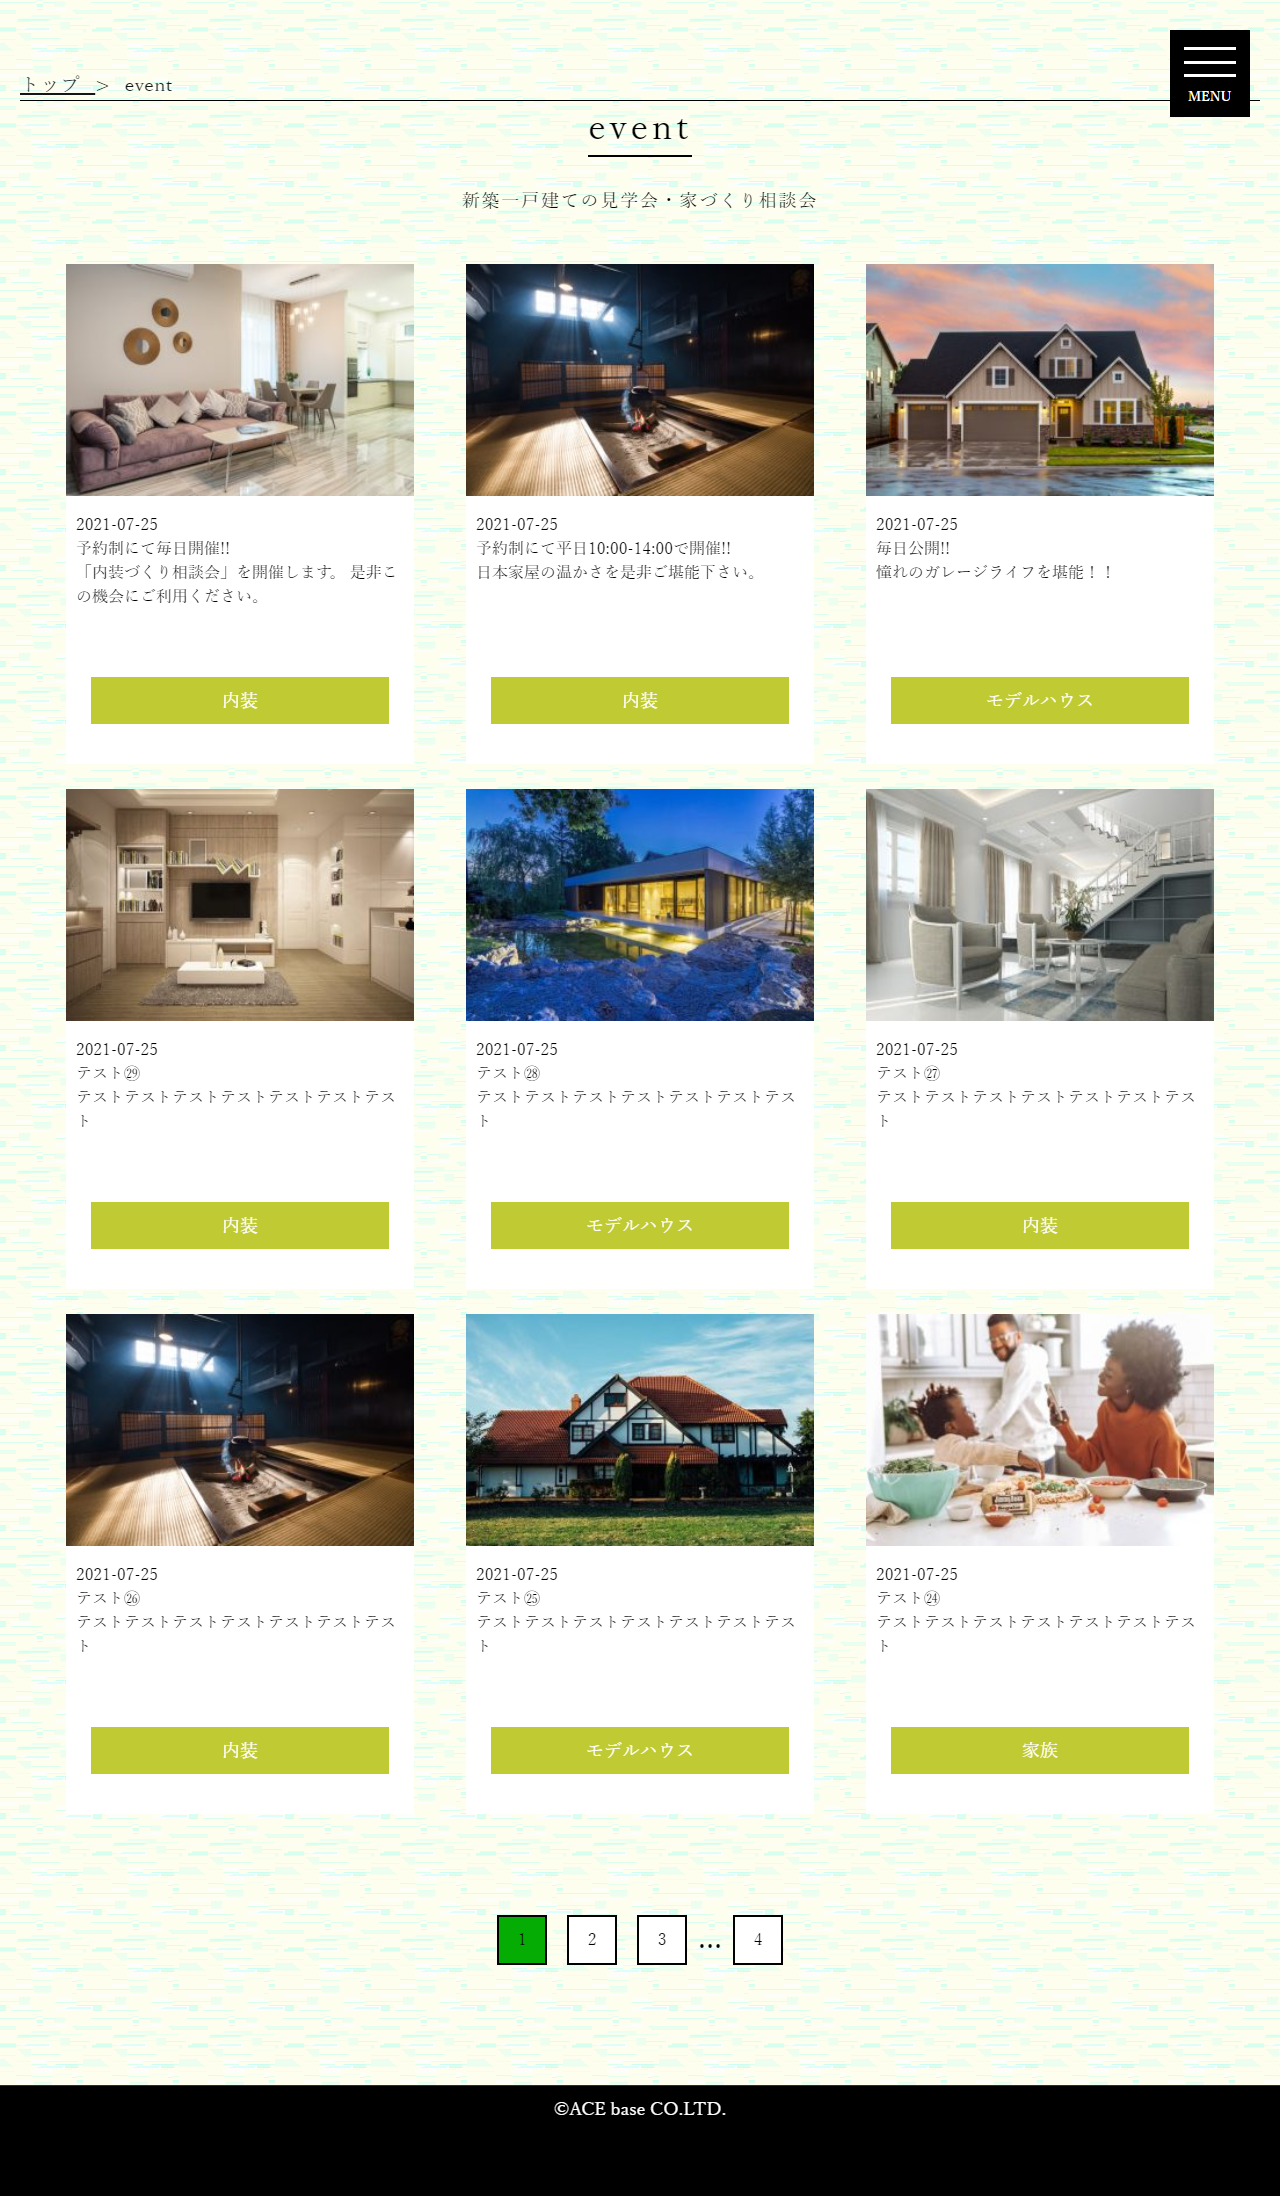 トップ > event
MENU
event
新築一戸建ての見学会・家づくり相談会
2021-07-25
予約制にて毎日開催!!
「内装づくり相談会」を開催します。 是非こ
の機会にご利用ください。
内装
2021-07-25
予約制にて平日10:00-14:00で開催!!
日本家屋の温かさを是非ご堪能下さい。
内装
2021-07-25
毎日公開!!
憧れのガレージライフを堪能！！
モデルハウス
2021-07-25
テスト㉙
テストテストテストテストテストテストテス
ト
内装
2021-07-25
テスト㉘
テストテストテストテストテストテストテス
ト
モデルハウス
2021-07-25
テスト㉗
テストテストテストテストテストテストテス
ト
内装
2021-07-25
テスト㉖
テストテストテストテストテストテストテス
ト
内装
2021-07-25
テスト㉕
テストテストテストテストテストテストテス
ト
モデルハウス
2021-07-25
テスト㉔
テストテストテストテストテストテストテス
ト
家族
1 2 3 … 4
©ACE base CO.LTD.